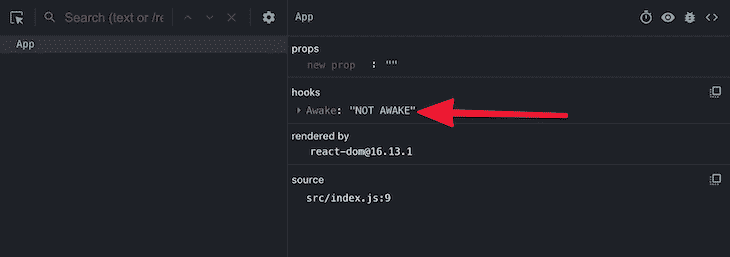 Search (text or /re
App
App
props
new prop : ""
hooks
Awake: "NOT AWAKE"
rendered by
react-dom@16.13.1
source
src/index.js:9